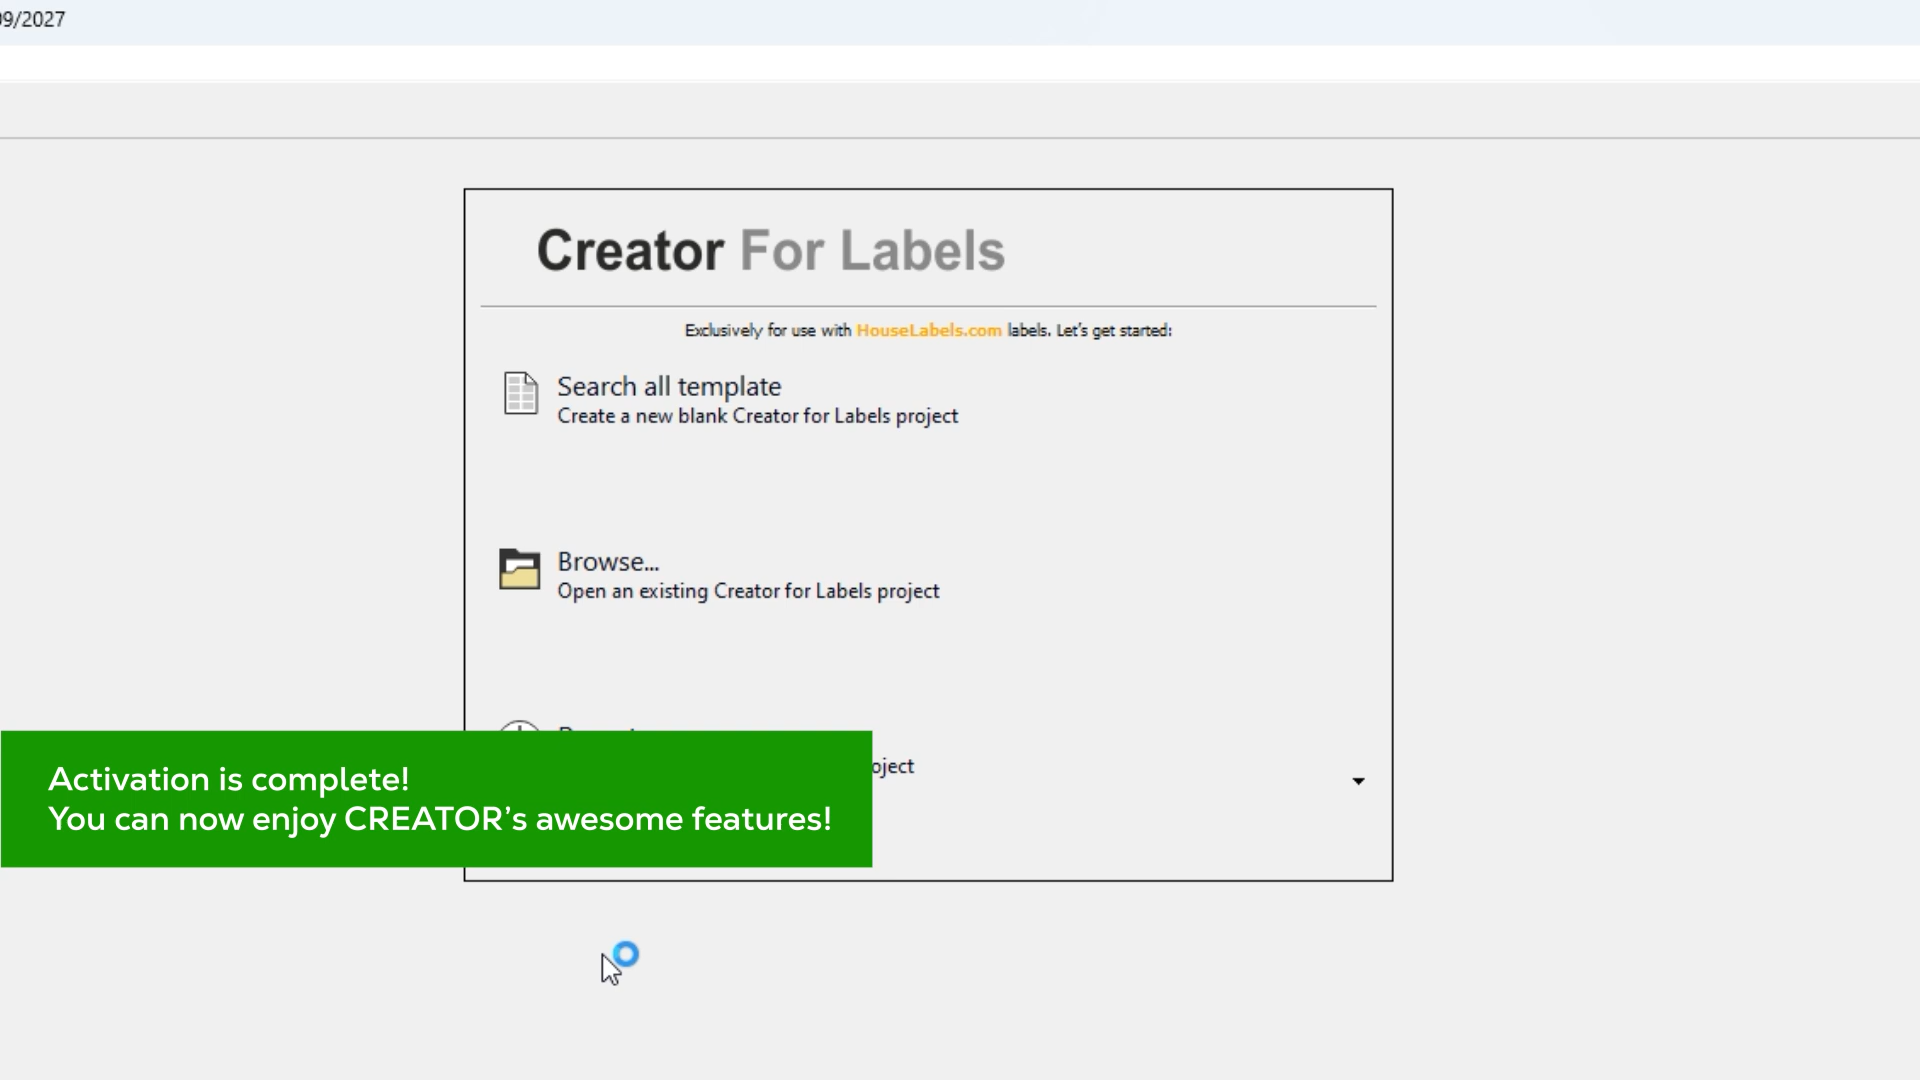 9/2027
Creator For Labels
Exclusively for use with HouseLabels.com labels. Let's get started:
Search all template
Create a new blank Creator for Labels project
Browse...
Open an existing Creator for Labels project
oject
Activation is complete!
You can now enjoy CREATOR’s awesome features!